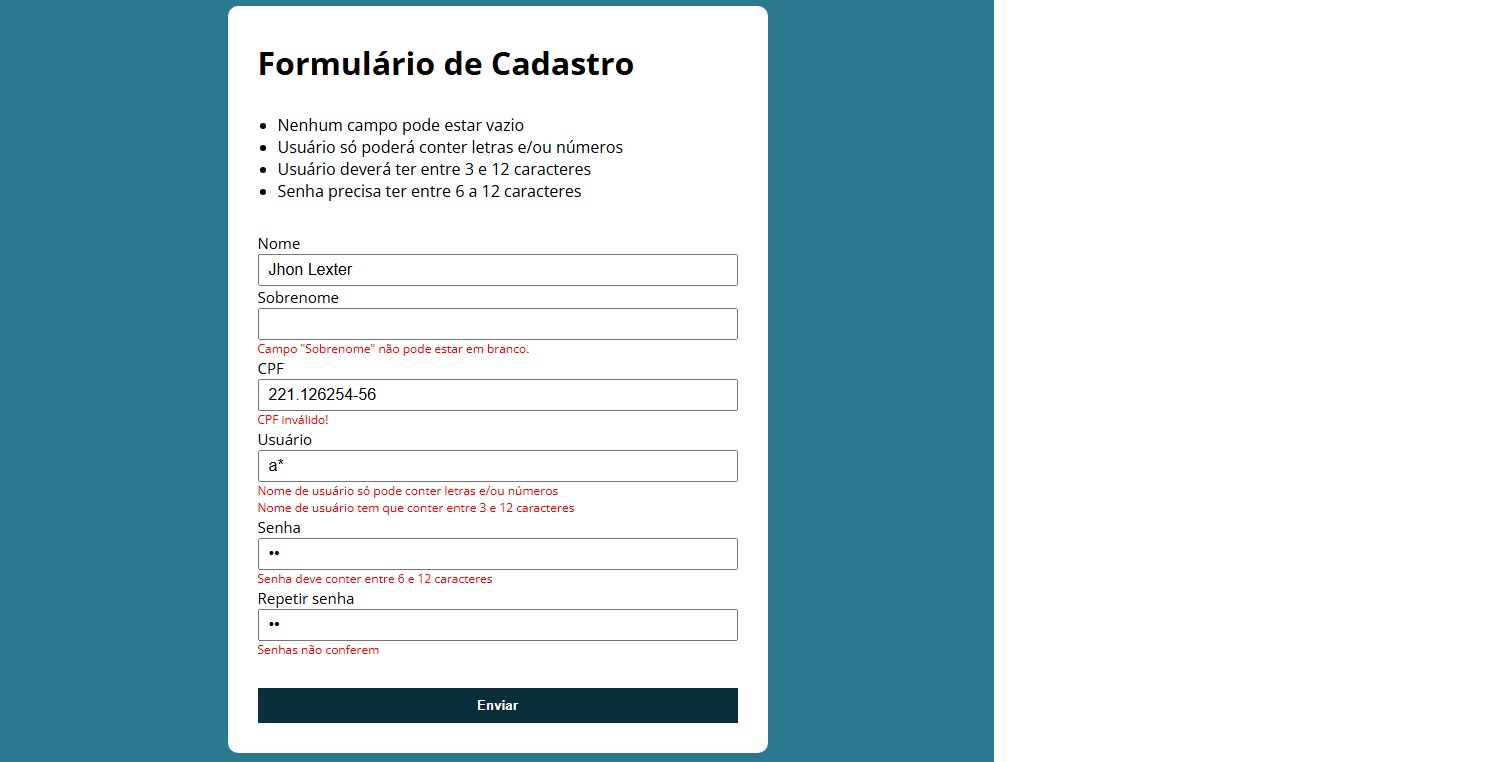 Formulário de Cadastro
Nenhum campo pode estar vazio
Usuário só poderá conter letras e/ou números
Usuário deverá ter entre 3 e 12 caracteres
Senha precisa ter entre 6 a 12 caracteres
Nome
Jhon Lexter
Sobrenome
Campo "Sobrenome" não pode estar em branco.
CPF
221.126254-56
CPF inválido!
Usuário
a*
Nome de usuário só pode conter letras e/ou números
Nome de usuário tem que conter entre 3 e 12 caracteres
Senha
••
Senha deve conter entre 6 e 12 caracteres
Repetir senha
••
Senhas não conferem
Enviar